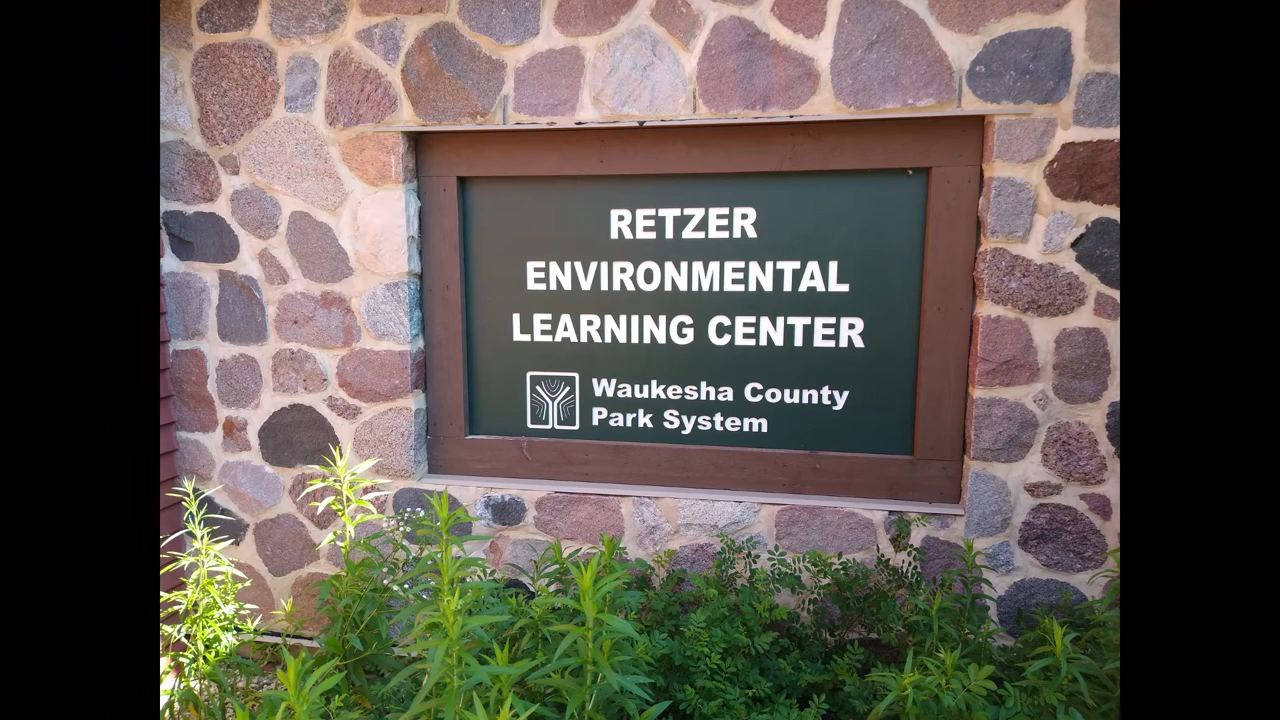 RETZER
ENVIRONMENTAL
LEARNING CENTER
Waukesha County
Park System